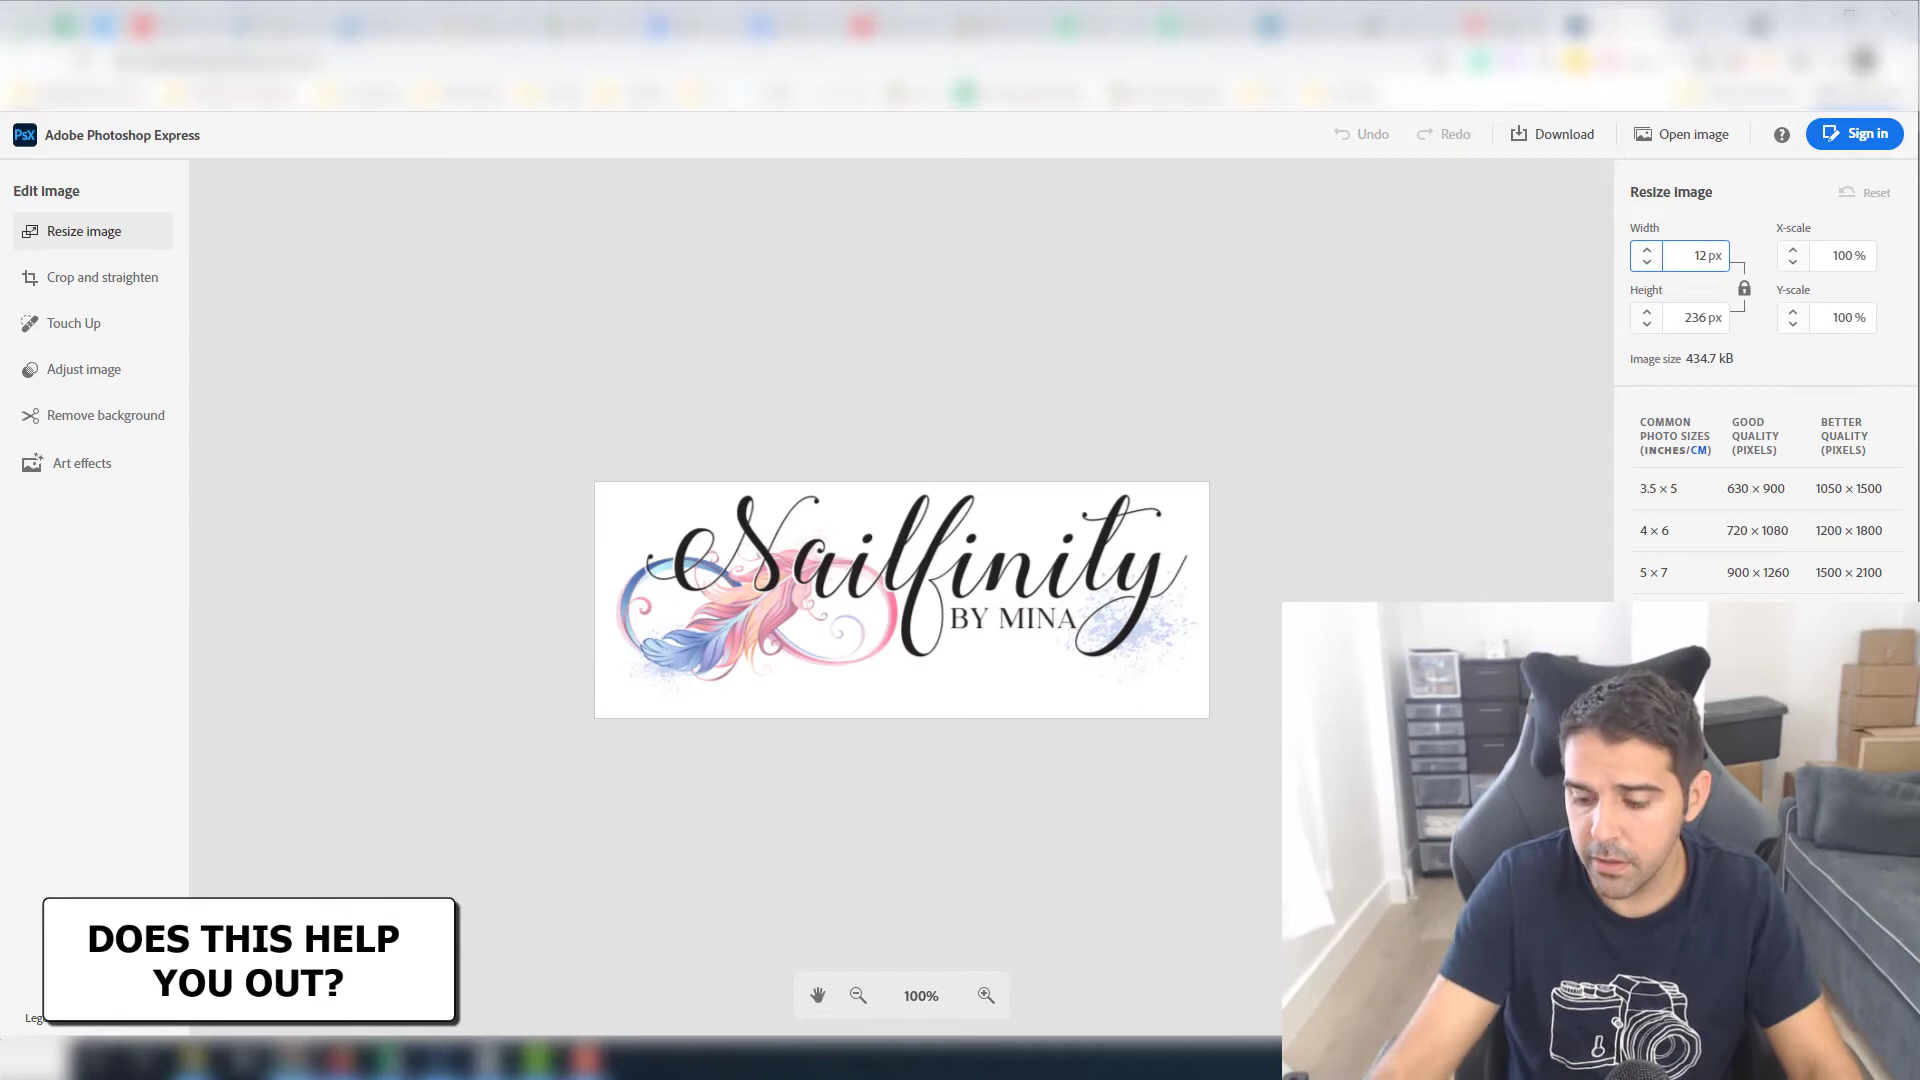 PsX Adobe Photoshop Express
Undo
Redo
Download
Open image
?
Sign in
Edit image
Resize image
Crop and straighten
Touch Up
Adjust image
Remove background
Art effects
Resize image
Reset
Width
X-scale
12 px
100 %
Height
Y-scale
236 px
100 %
Image size 434.7 kB
COMMON PHOTO SIZES (INCHES/CM)
GOOD QUALITY (PIXELS)
BETTER QUALITY (PIXELS)
3.5 × 5
630 × 900
1050 × 1500
4 × 6
720 × 1080
1200 × 1800
5 × 7
900 × 1260
1500 × 2100
Nailfinity
BY MINA
100%
DOES THIS HELP
YOU OUT?